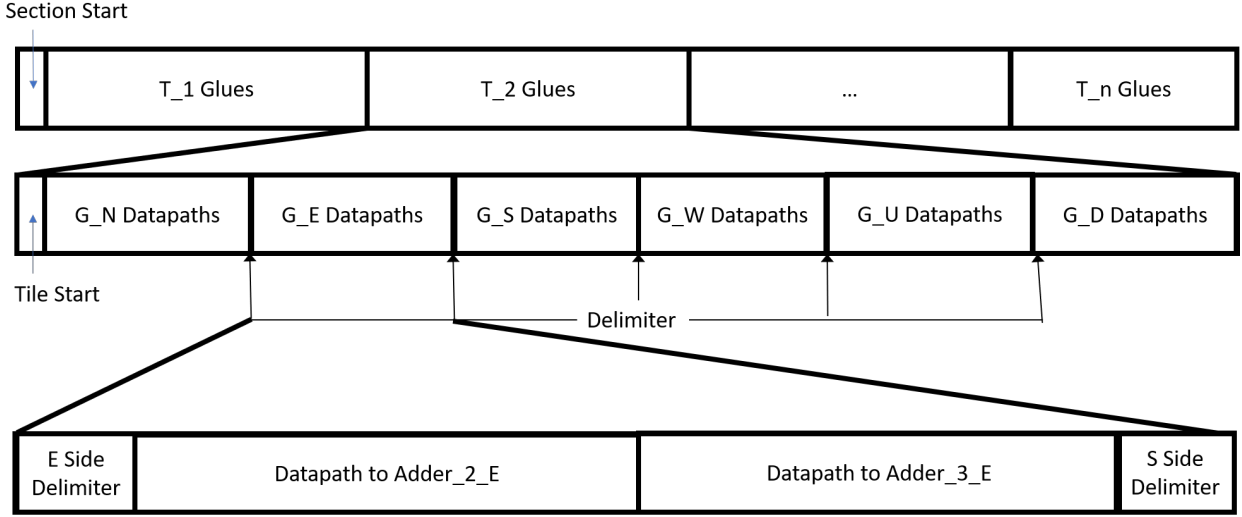 Section Start
T_1 Glues
T_2 Glues
...
T_n Glues
G_N Datapaths
G_E Datapaths
G_S Datapaths
G_W Datapaths
G_U Datapaths
G_D Datapaths
Tile Start
Delimiter
E Side
Delimiter
Datapath to Adder_2_E
Datapath to Adder_3_E
S Side
Delimiter